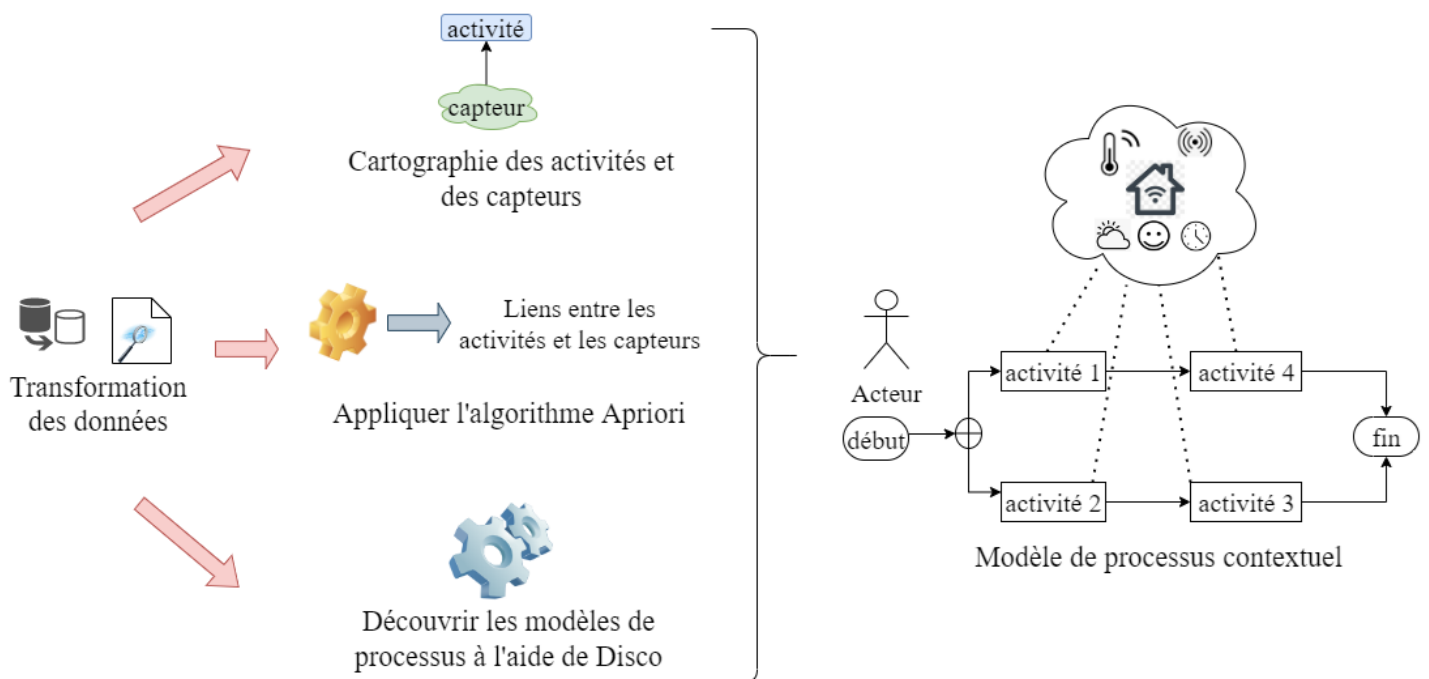 activité
capteur
Cartographie des activités et
des capteurs
Transformation
des données
Liens entre les
activités et les capteurs
Appliquer l'algorithme Apriori
Découvrir les modèles de
processus à l'aide de Disco
Acteur
début
activité 1
activité 4
activité 2
activité 3
fin
Modèle de processus contextuel